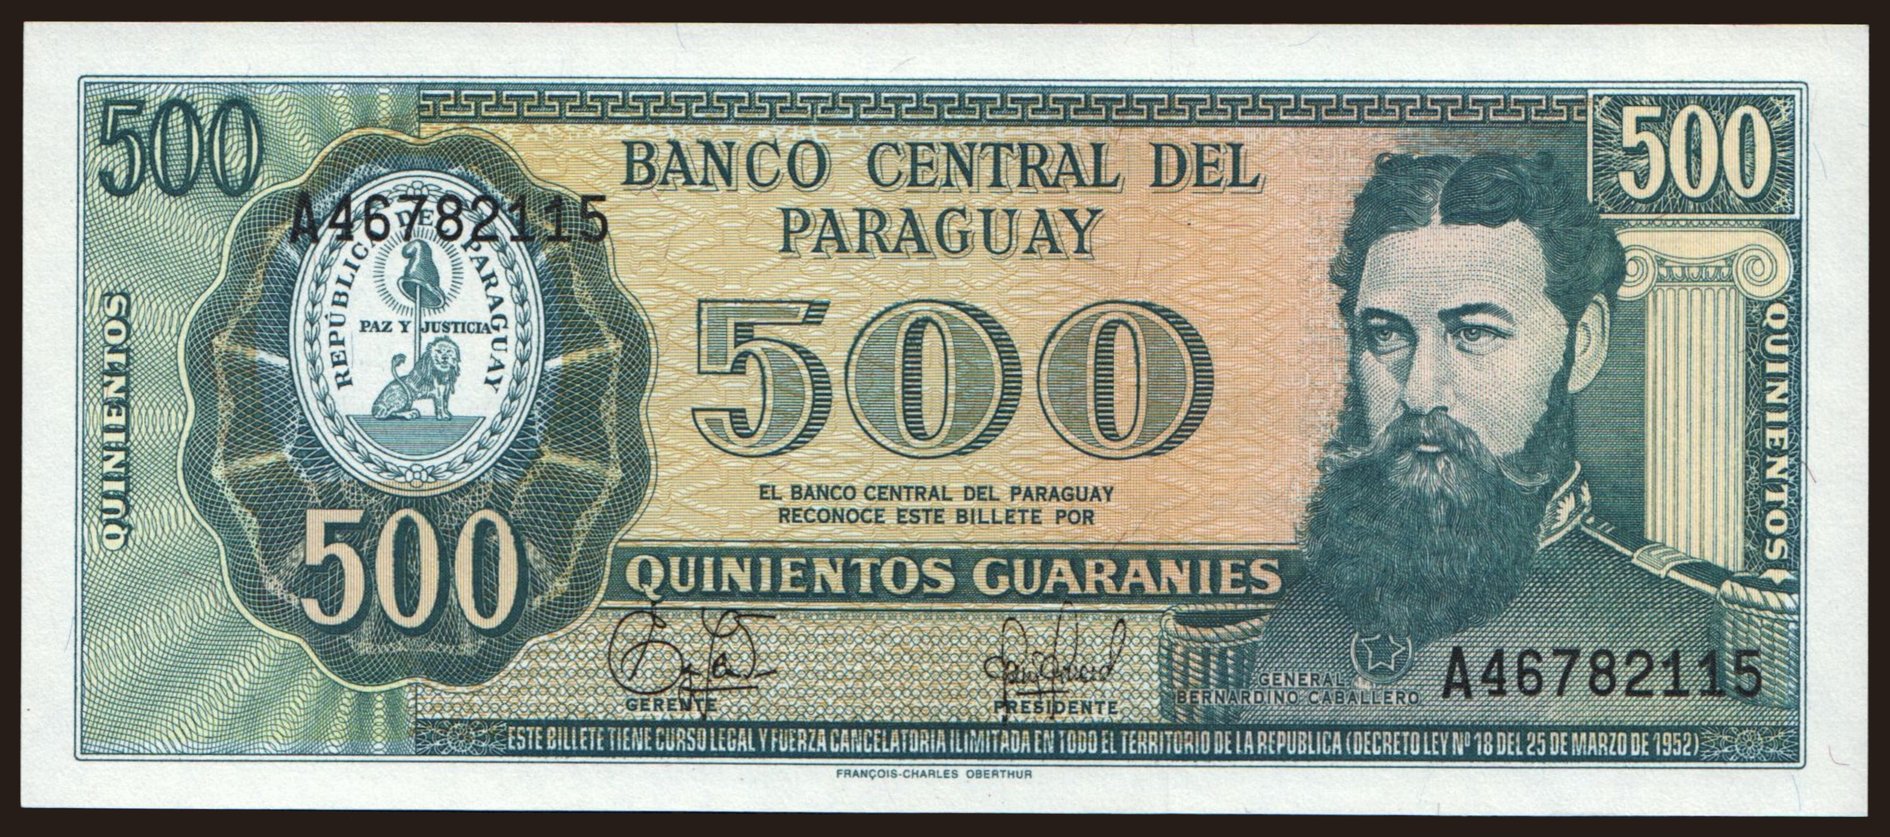 500
500
BANCO CENTRAL DEL
PARAGUAY
A46782115
REPÚBLICA DEL PARAGUAY
PAZ Y JUSTICIA
QUINIENTOS
QUINIENTOS
500
EL BANCO CENTRAL DEL PARAGUAY
RECONOCE ESTE BILLETE POR
500
QUINIENTOS GUARANIES
GERENTE
PRESIDENTE
GENERAL
BERNARDINO CABALLERO
A46782115
ESTE BILLETE TIENE CURSO LEGAL Y FUERZA CANCELATORIA ILIMITADA EN TODO EL TERRITORIO DE LA REPUBLICA (DECRETO LEY Nº 18 DEL 25 DE MARZO DE 1952)
FRANÇOIS-CHARLES OBERTHUR